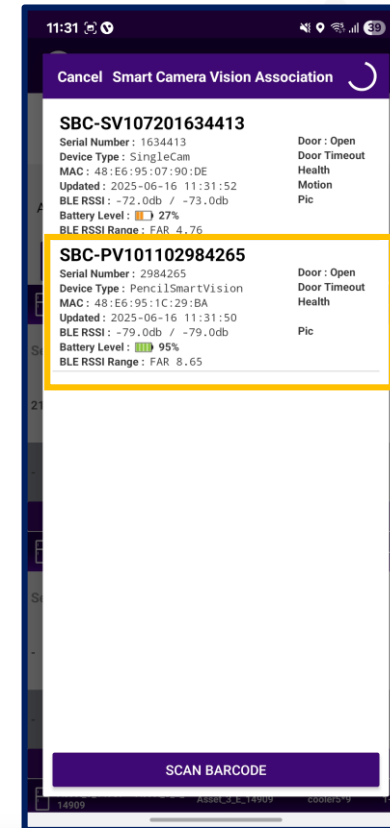 11:31 39
Cancel Smart Camera Vision Association
SBC-SV107201634413
Serial Number : 1634413 Door : Open
Device Type : SingleCam Door Timeout
MAC : 48:E6:95:07:90:DE Health
Updated : 2025-06-16 11:31:52 Motion
BLE RSSI : -72.0db / -73.0db Pic
Battery Level : 27%
BLE RSSI Range : FAR 4.76
SBC-PV101102984265
Serial Number : 2984265 Door : Open
Device Type : PencilSmartVision Door Timeout
MAC : 48:E6:95:1C:29:BA Health
Updated : 2025-06-16 11:31:50
BLE RSSI : -79.0db / -79.0db Pic
Battery Level : 95%
BLE RSSI Range : FAR 8.65
21
SCAN BARCODE
14909 Asset_3_E_14909 cooler5*9